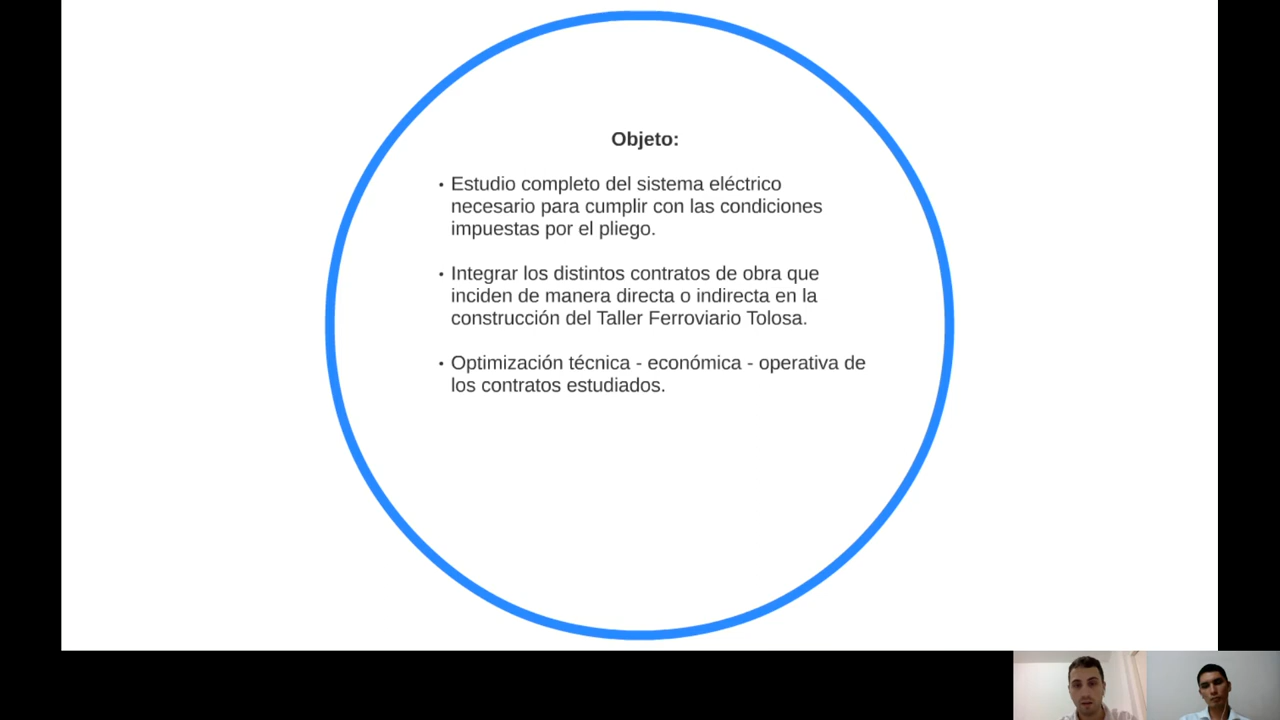 Objeto:
• Estudio completo del sistema eléctrico
necesario para cumplir con las condiciones
impuestas por el pliego.
• Integrar los distintos contratos de obra que
inciden de manera directa o indirecta en la
construcción del Taller Ferroviario Tolosa.
• Optimización técnica - económica - operativa de
los contratos estudiados.